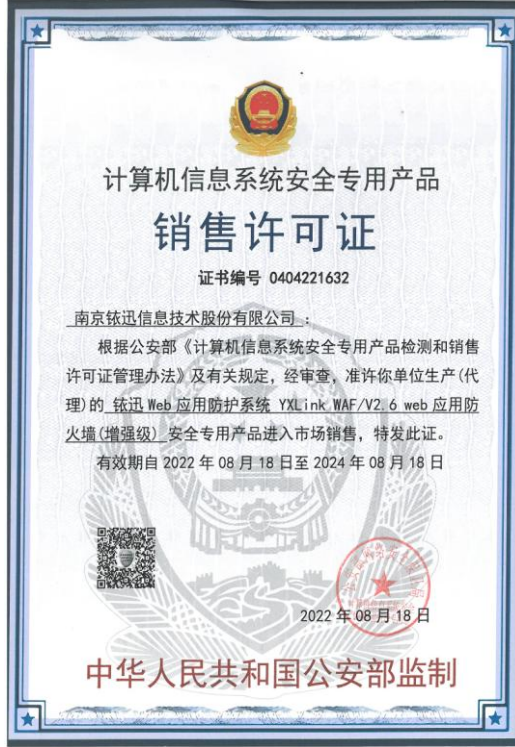 计算机信息系统安全专用产品
销售许可证
证书编号 0404221632
南京铱迅信息技术股份有限公司：
根据公安部《计算机信息系统安全专用产品检测和销售
许可证管理办法》及有关规定，经审查，准许你单位生产(代
理)的 铱迅 Web 应用防护系统 YXLink WAF/V2.6 web 应用防
火墙(增强级) 安全专用产品进入市场销售，特发此证。
有效期自 2022 年 08 月 18 日至 2024 年 08 月 18 日
2022 年 08 月 18 日
中华人民共和国公安部监制